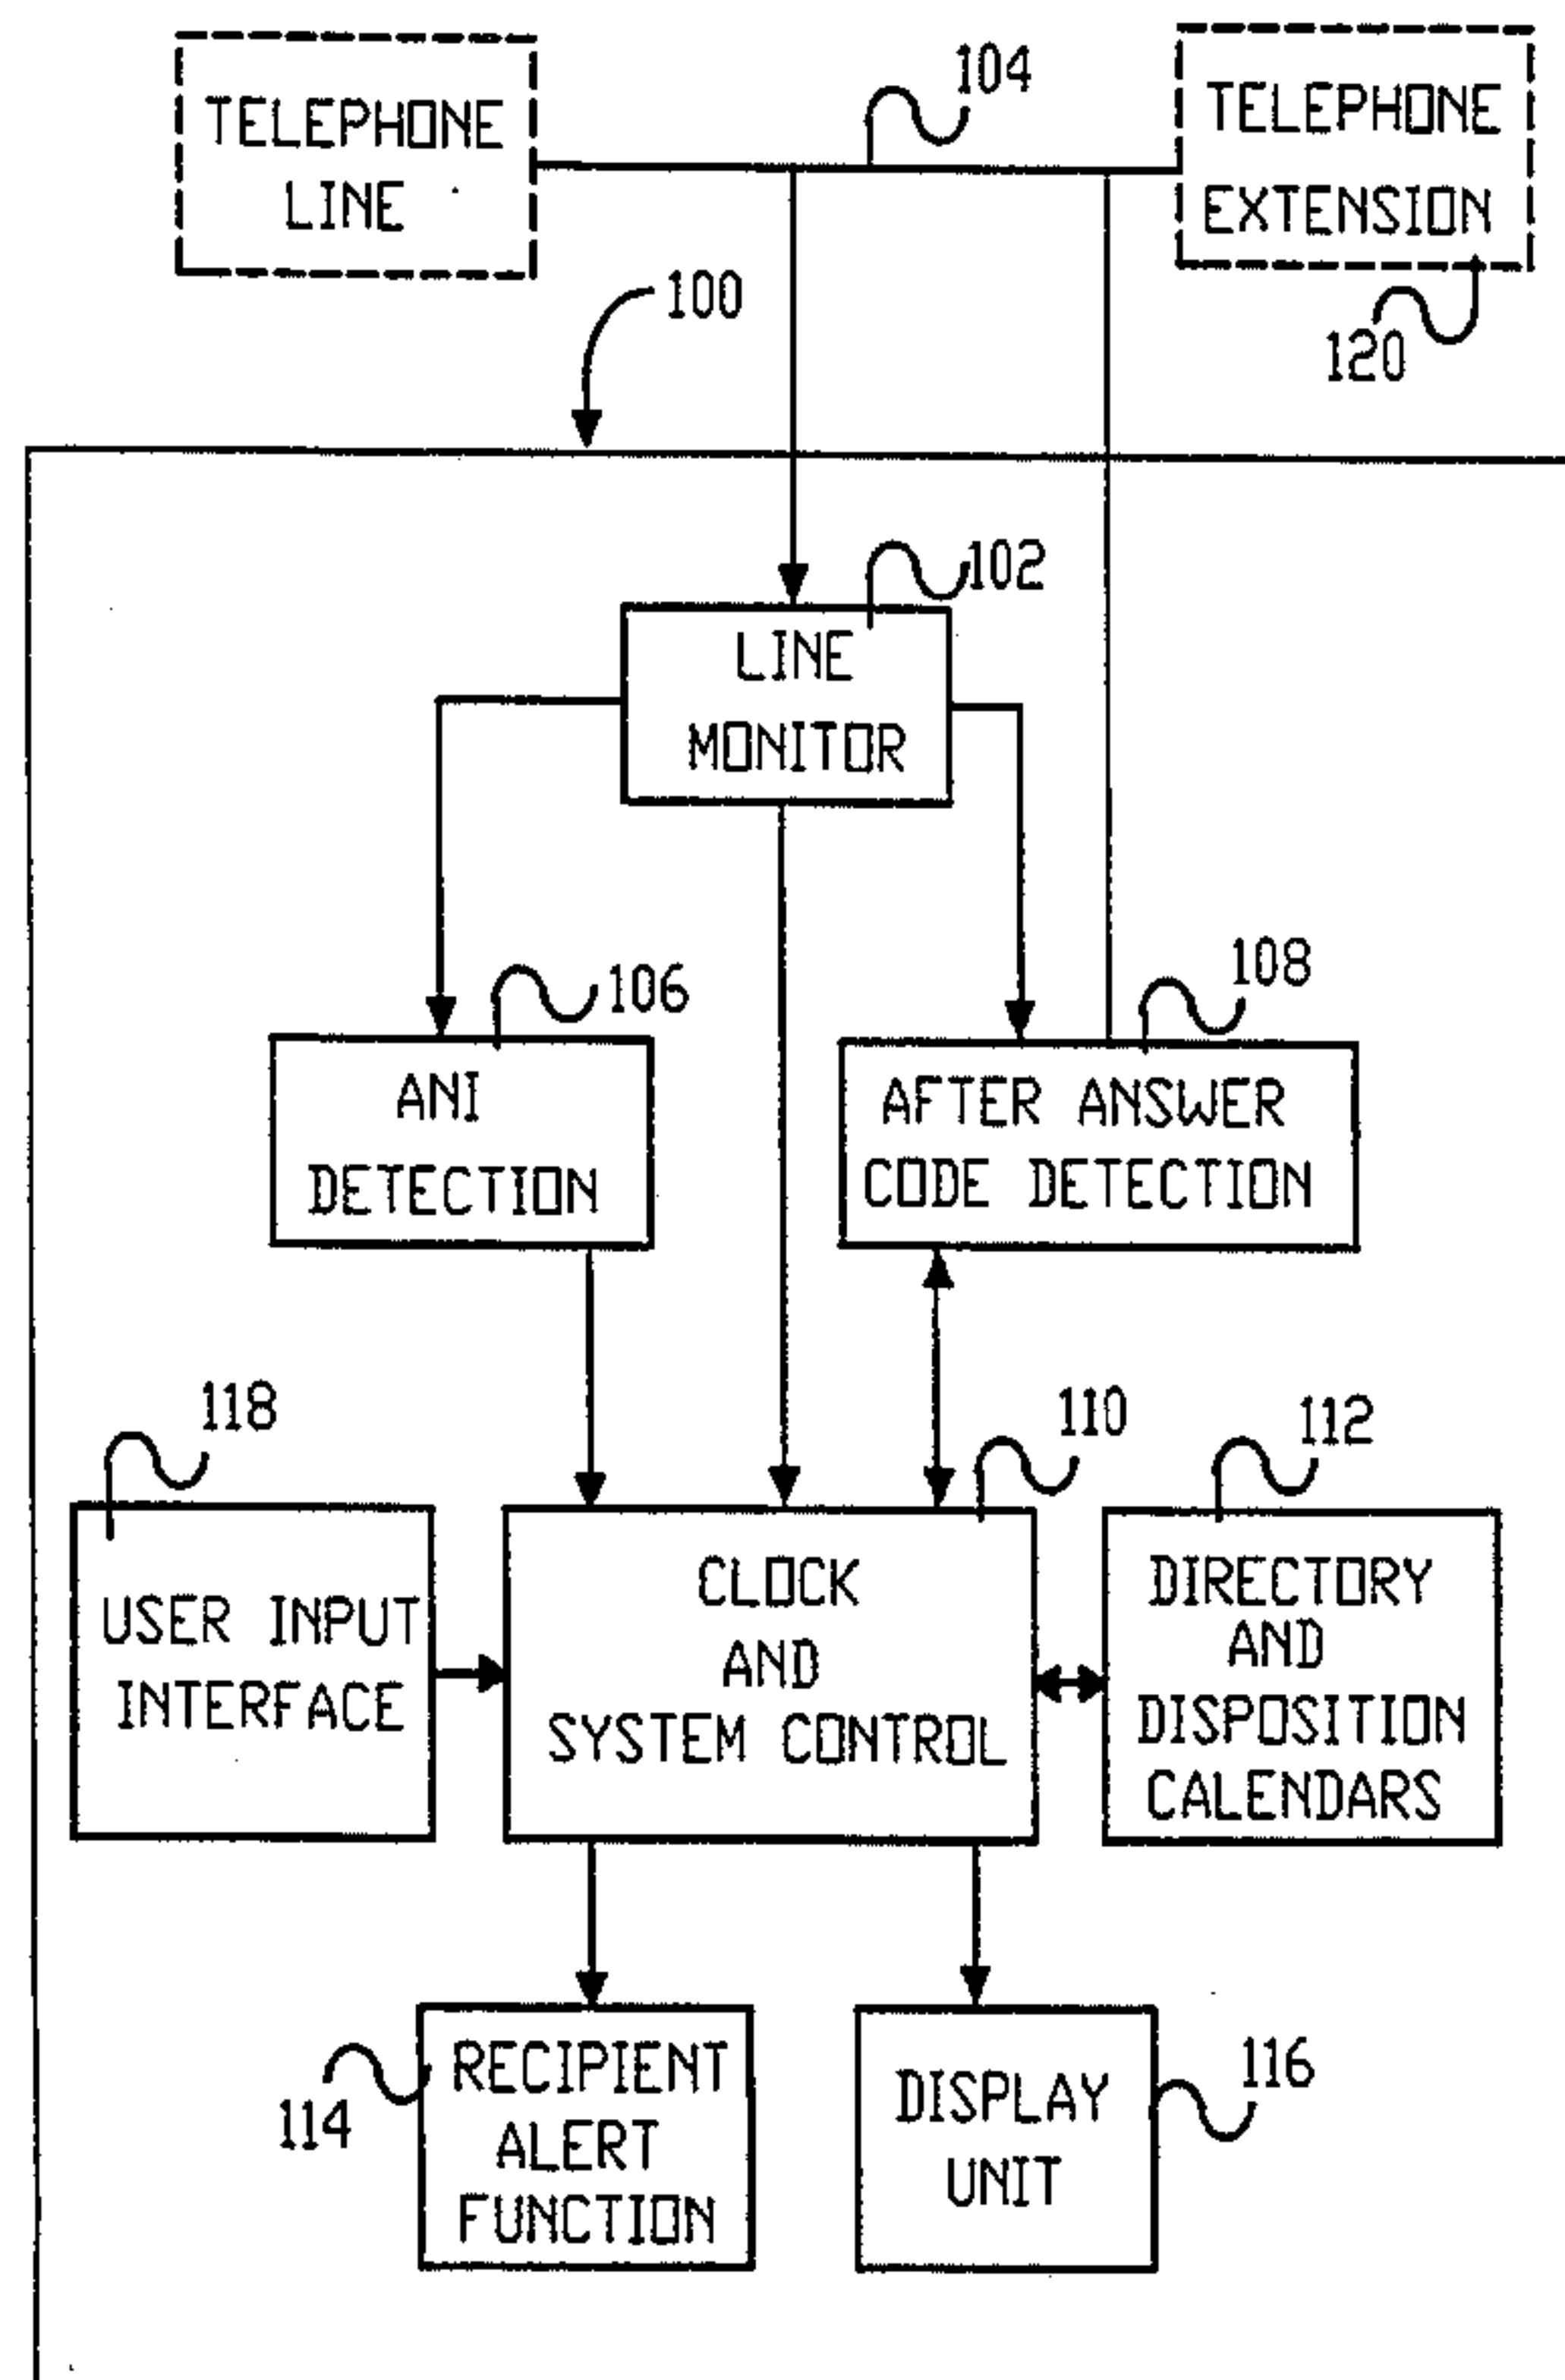 TELEPHONE
LINE
104
TELEPHONE
EXTENSION
120
100
102
LINE
MONITOR
106
ANI
DETECTION
108
AFTER ANSWER
CODE DETECTION
118
USER INPUT
INTERFACE
110
CLOCK
AND
SYSTEM CONTROL
112
DIRECTORY
AND
DISPOSITION
CALENDARS
114
RECIPIENT
ALERT
FUNCTION
116
DISPLAY
UNIT